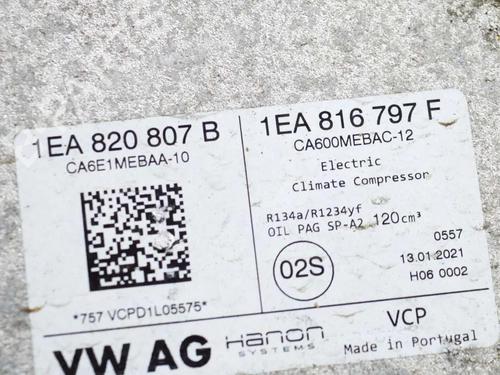 1EA 820 807 B
CA6E1MEBAA-10
*757 VCPD1L05575*
1EA 816 797 F
CA600MEBAC-12
Electric
Climate Compressor
R134a/R1234yf
OIL PAG SP-A2 120cm³
02S
0557
13.01.2021
H06 0002
VW AG
Hanon
SYSTEMS
VCP
Made in Portugal